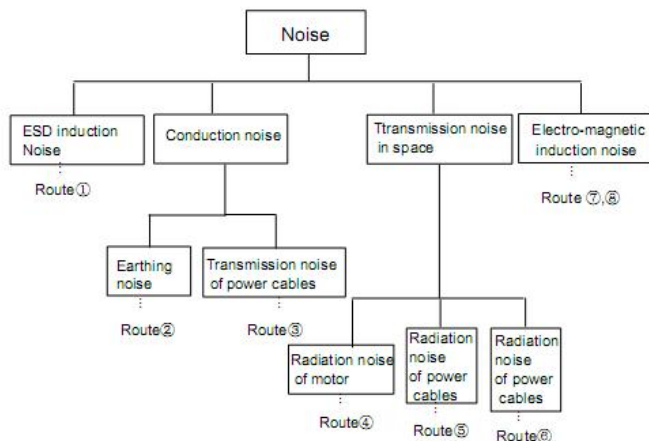 Noise
ESD induction
Noise
Conduction noise
Ttransmission noise
in space
Electro-magnetic
induction noise
Route①
Route ⑦,⑧
Earthing
noise
Transmission noise
of power cables
Route②
Route③
Radiation noise
of motor
Radiation
noise
of power
cables
Radiation
noise
of power
cables
Route④
Route⑤
Route⑥